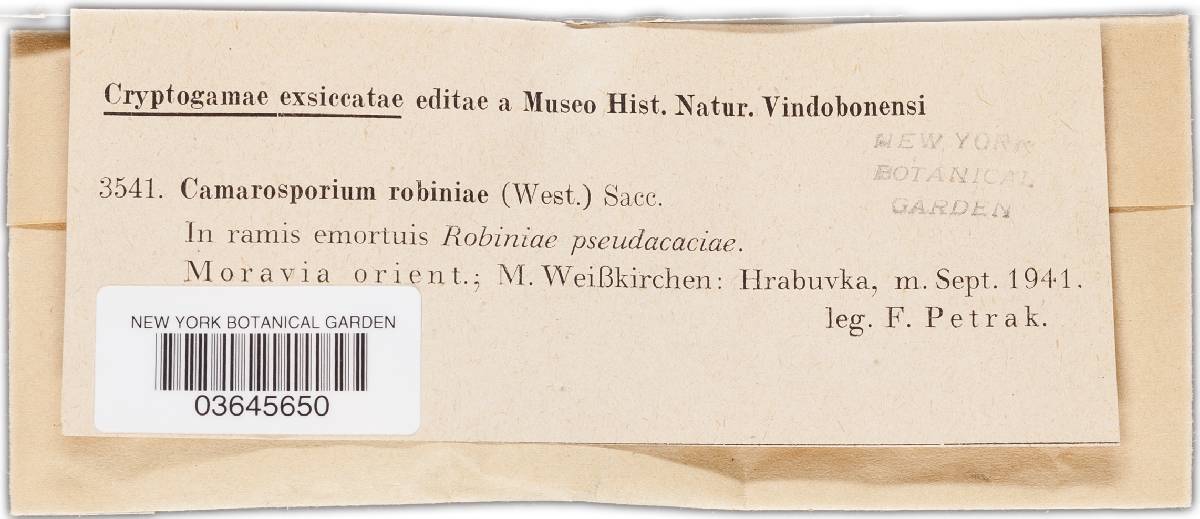 Cryptogamae exsiccatae editae a Museo Hist. Natur. Vindobonensi
NEW YORK
BOTANICAL
GARDEN
3541. Camarosporium robiniae (West.) Sacc.
In ramis emortuis Robiniae pseudacaciae.
Moravia orient.; M. Weißkirchen: Hrabuvka, m. Sept. 1941.
leg. F. Petrak.
NEW YORK BOTANICAL GARDEN
03645650